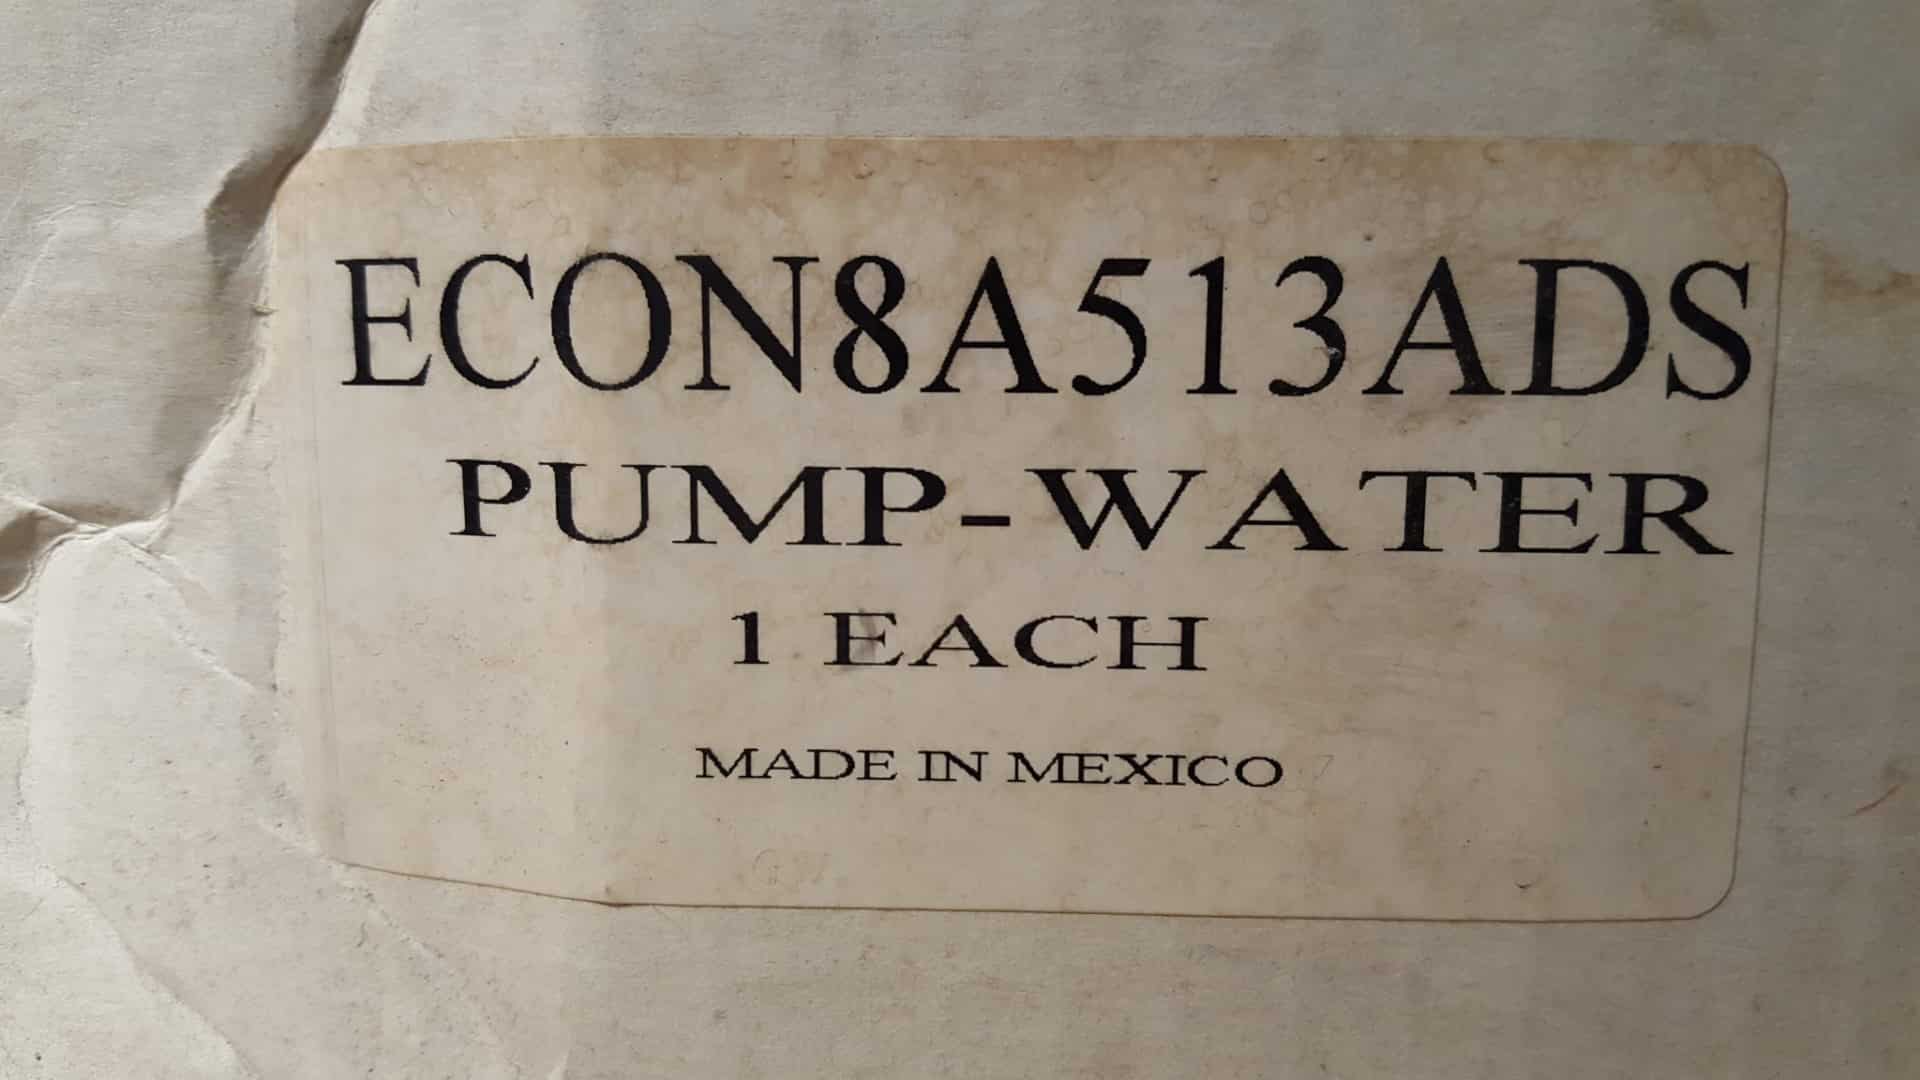 ECON8A513ADS
PUMP-WATER
1 EACH
MADE IN MEXICO